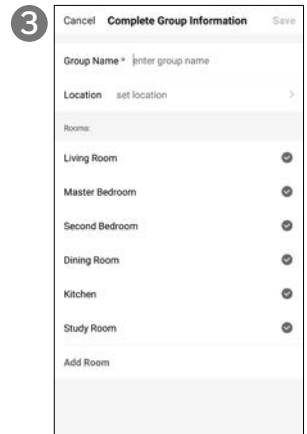 3
Cancel Complete Group Information Save
Group Name * enter group name
Location set location
Rooms:
Living Room
Master Bedroom
Second Bedroom
Dining Room
Kitchen
Study Room
Add Room